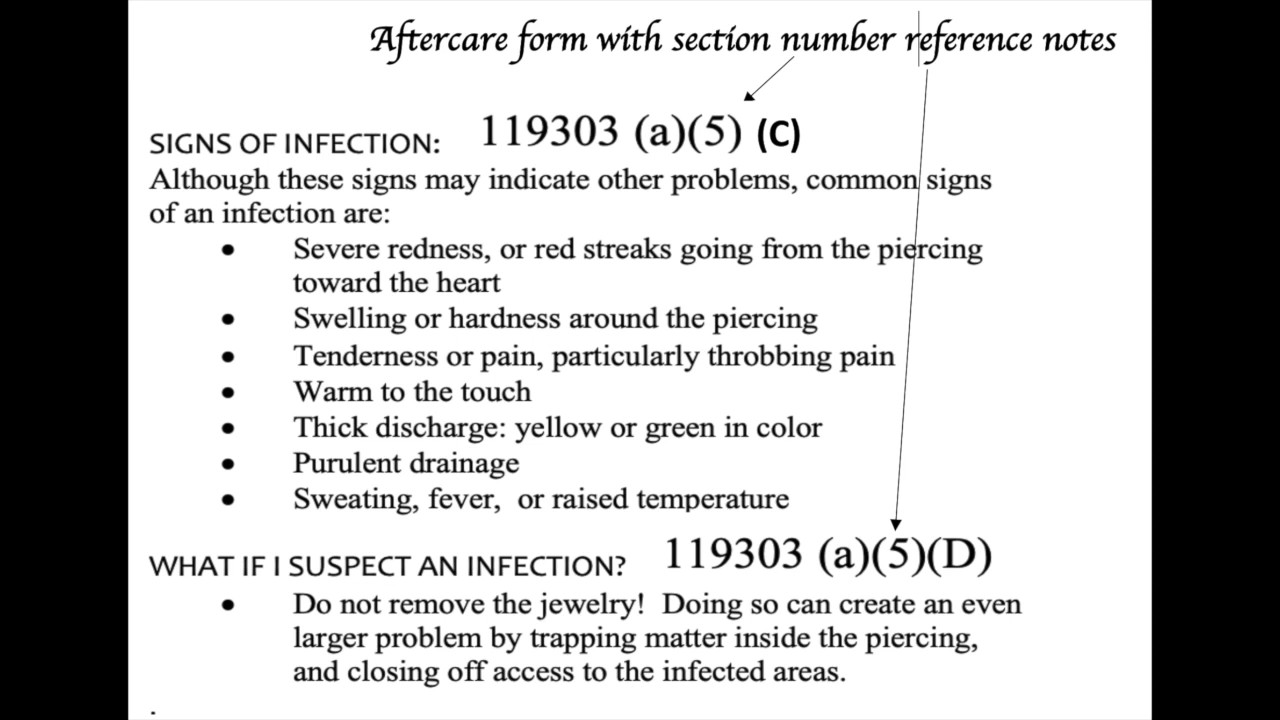 Aftercare form with section number reference notes
SIGNS OF INFECTION: 119303 (a)(5) (C)
Although these signs may indicate other problems, common signs
of an infection are:
• Severe redness, or red streaks going from the piercing
toward the heart
• Swelling or hardness around the piercing
• Tenderness or pain, particularly throbbing pain
• Warm to the touch
• Thick discharge: yellow or green in color
• Purulent drainage
• Sweating, fever,  or raised temperature
WHAT IF I SUSPECT AN INFECTION? 119303 (a)(5)(D)
• Do not remove the jewelry!  Doing so can create an even
larger problem by trapping matter inside the piercing,
and closing off access to the infected areas.
.